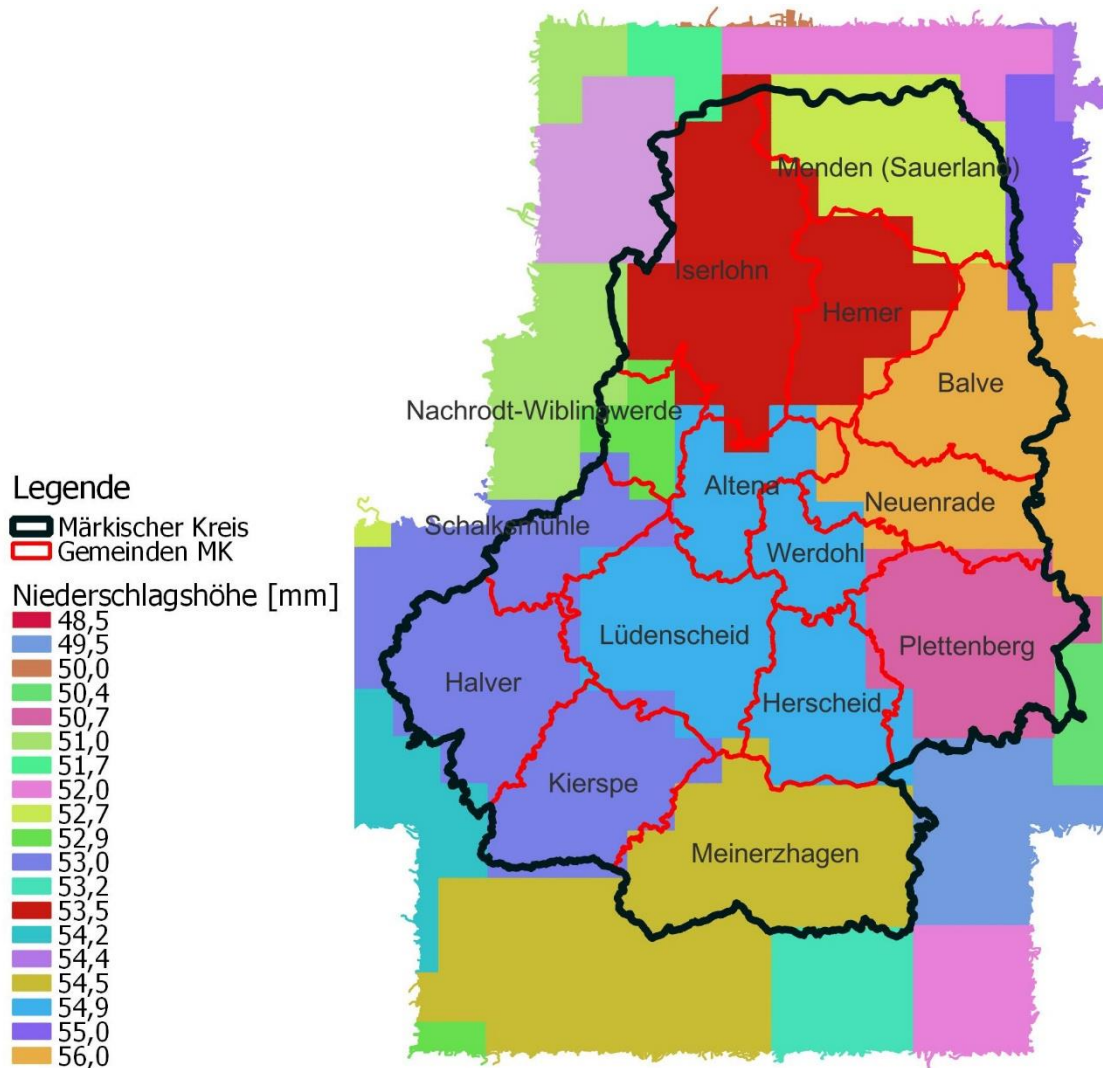 Menden (Sauerland)
Iserlohn
Hemer
Balve
Nachrodt-Wiblingwerde
Altena
Neuenrade
Schalksmühle
Werdohl
Lüdenscheid
Plettenberg
Halver
Herscheid
Kierspe
Meinerzhagen
Legende
Märkischer Kreis
Gemeinden MK
Niederschlagshöhe [mm]
48,5
49,5
50,0
50,4
50,7
51,0
51,7
52,0
52,7
52,9
53,0
53,2
53,5
54,2
54,4
54,5
54,9
55,0
56,0